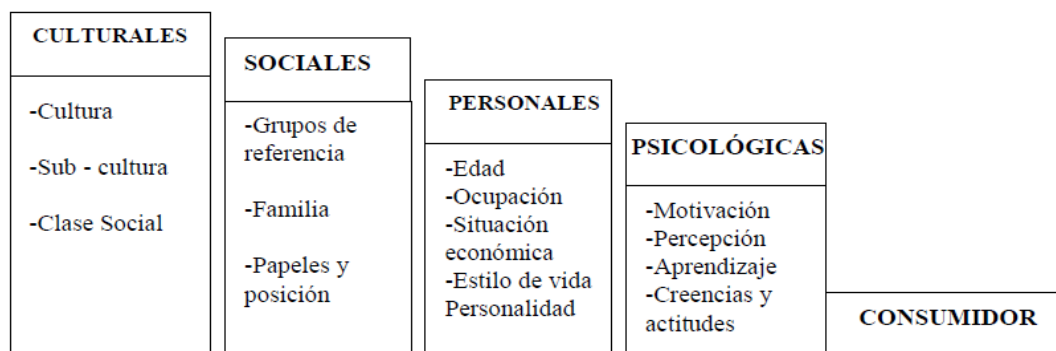 CULTURALES
-Cultura
-Sub - cultura
-Clase Social
SOCIALES
-Grupos de
referencia
-Familia
-Papeles y
posición
PERSONALES
-Edad
-Ocupación
-Situación
económica
-Estilo de vida
Personalidad
PSICOLÓGICAS
-Motivación
-Percepción
-Aprendizaje
-Creencias y
actitudes
CONSUMIDOR